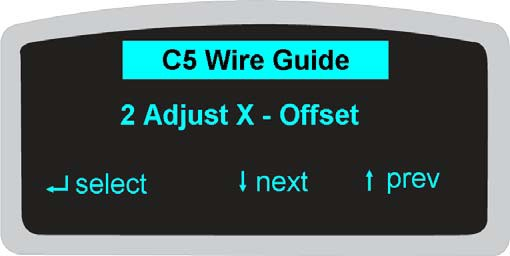 C5 Wire Guide
2 Adjust X - Offset
↵ select ↓ next ↑ prev